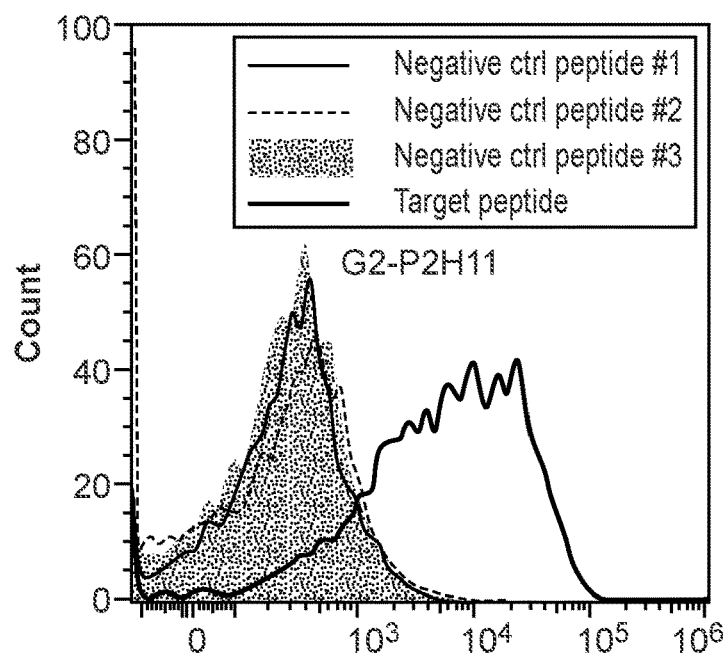 100
80
60
40
20
0
Count
Negative ctrl peptide #1
Negative ctrl peptide #2
Negative ctrl peptide #3
Target peptide
G2-P2H11
0 10³ 10⁴ 10⁵ 10⁶